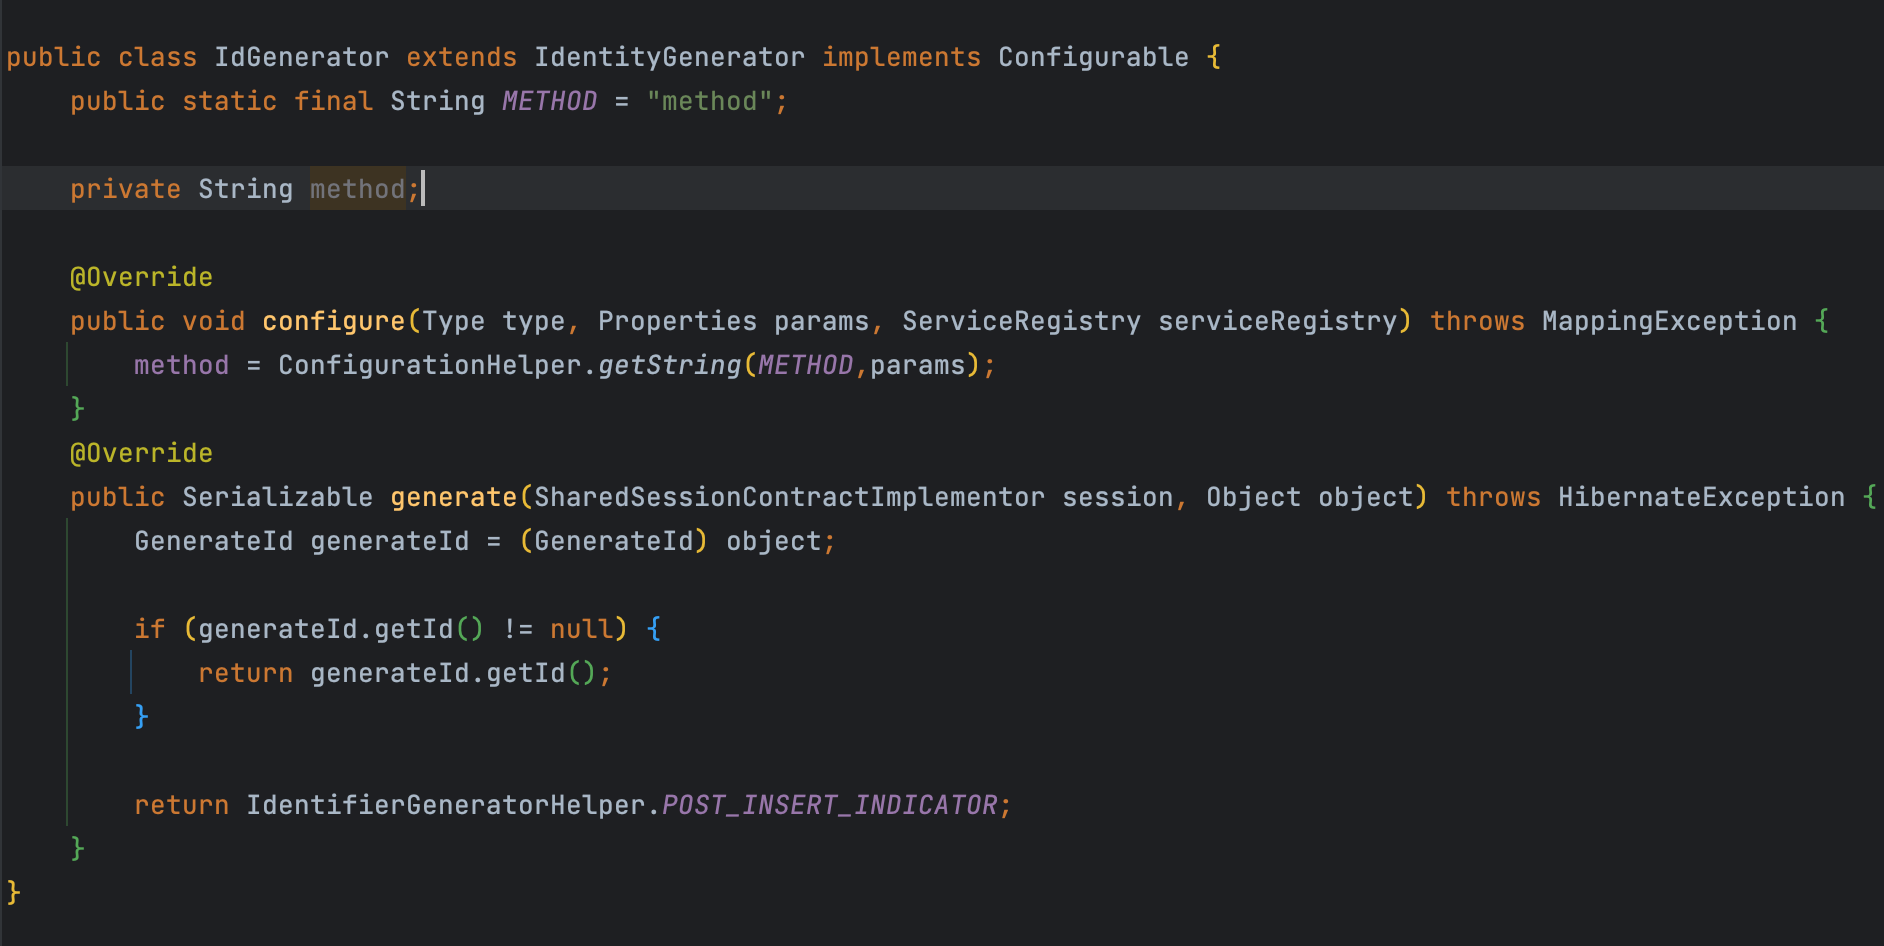 public class IdGenerator extends IdentityGenerator implements Configurable {
    public static final String METHOD = "method";
    private String method;
    @Override
    public void configure(Type type, Properties params, ServiceRegistry serviceRegistry) throws MappingException {
        method = ConfigurationHelper.getString(METHOD,params);
    }
    @Override
    public Serializable generate(SharedSessionContractImplementor session, Object object) throws HibernateException {
        GenerateId generateId = (GenerateId) object;
        if (generateId.getId() != null) {
            return generateId.getId();
        }
        return IdentifierGeneratorHelper.POST_INSERT_INDICATOR;
    }
}